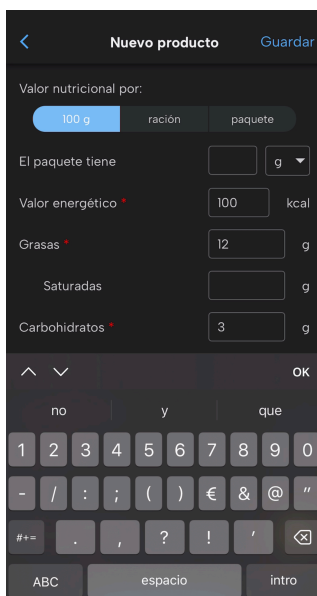 Nuevo producto Guardar
Valor nutricional por:
100 g ración paquete
El paquete tiene g
Valor energético * 100 kcal
Grasas * 12 g
Saturadas g
Carbohidratos * 3 g
OK
no y que
1 2 3 4 5 6 7 8 9 0
- / : ; ( ) € & @ "
#+= . , ? ! '
ABC espacio intro